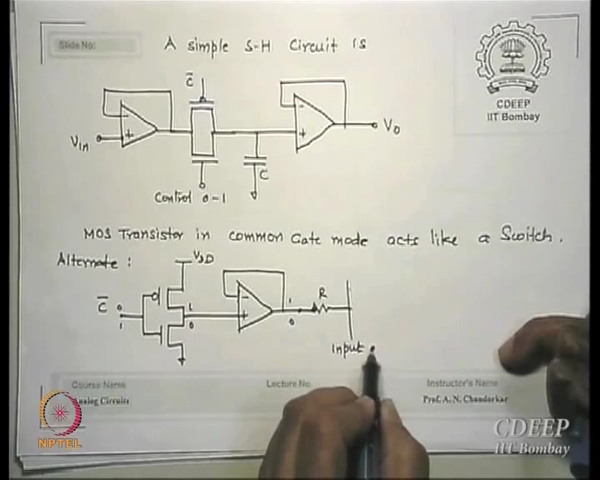 Slide No:
A simple S-H Circuit is
C̅
Vin
-
+
-
+
Vo
C
Control 0-1
CDEEP
IIT Bombay
MOS Transistor in Common Gate mode acts like a Switch.
Alternate:
VDD
C̅
0
1
1
0
-
+
1
0
R
input
Course Name
Analog Circuits
Lecture No.
Instructor's Name
Prof. A. N. Chandorkar
NPTEL
CDEEP
IIT Bombay